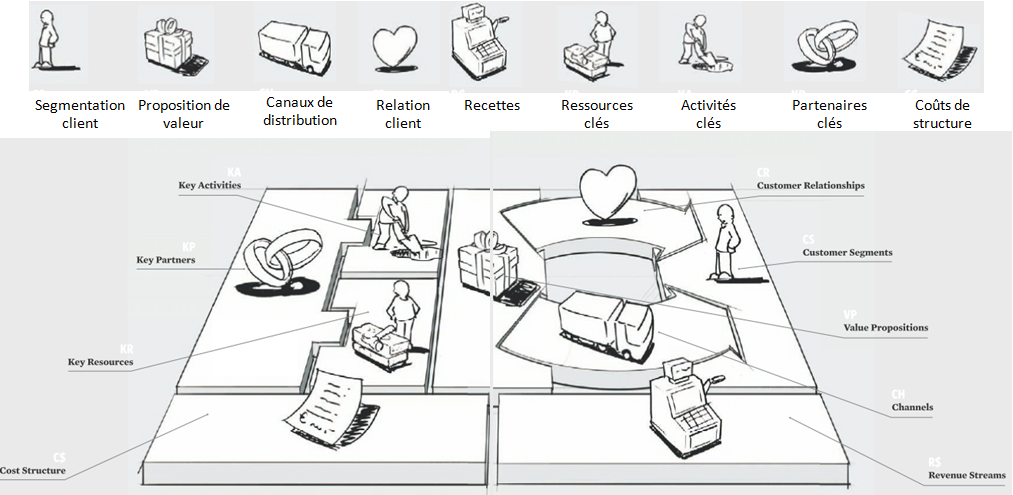 Segmentation
client
Proposition de
valeur
Canaux de
distribution
Relation
client
Recettes
Ressources
clés
Activités
clés
Partenaires
clés
Coûts de
structure
KA
Key Activities
CR
Customer Relationships
KP
Key Partners
CS
Customer Segments
VP
Value Propositions
KR
Key Resources
CH
Channels
CS
Cost Structure
RS
Revenue Streams